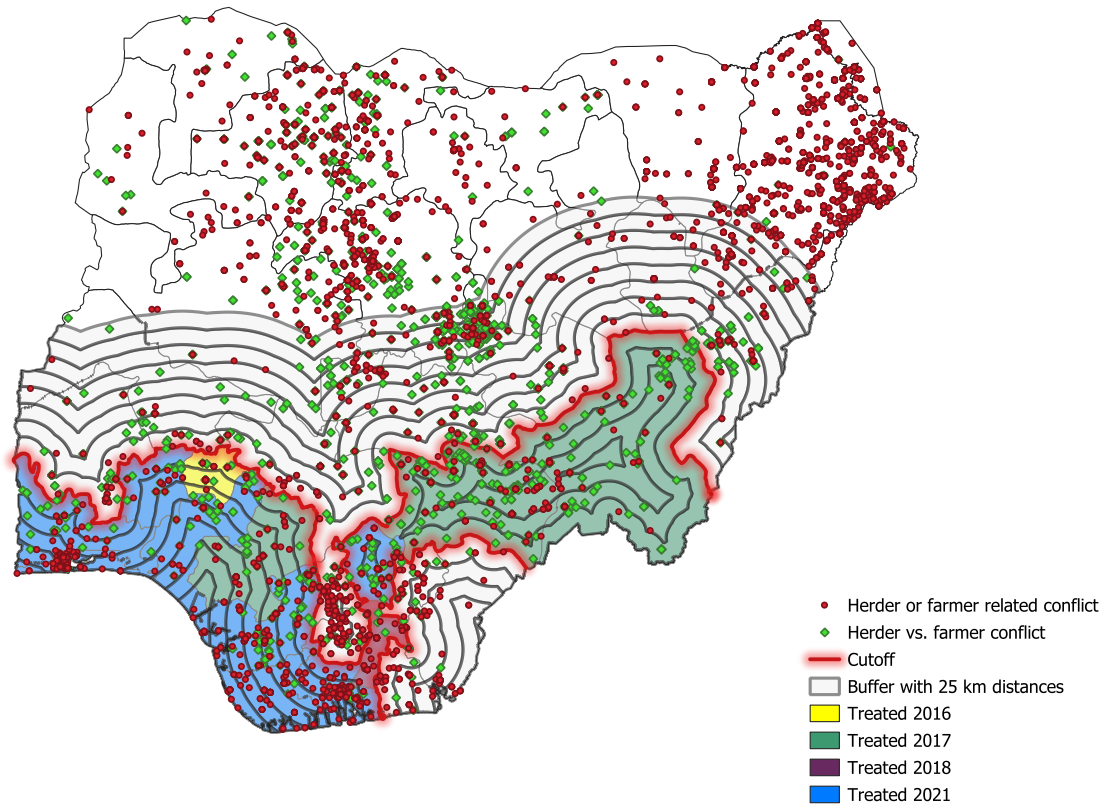 Herder or farmer related conflict
Herder vs. farmer conflict
Cutoff
Buffer with 25 km distances
Treated 2016
Treated 2017
Treated 2018
Treated 2021